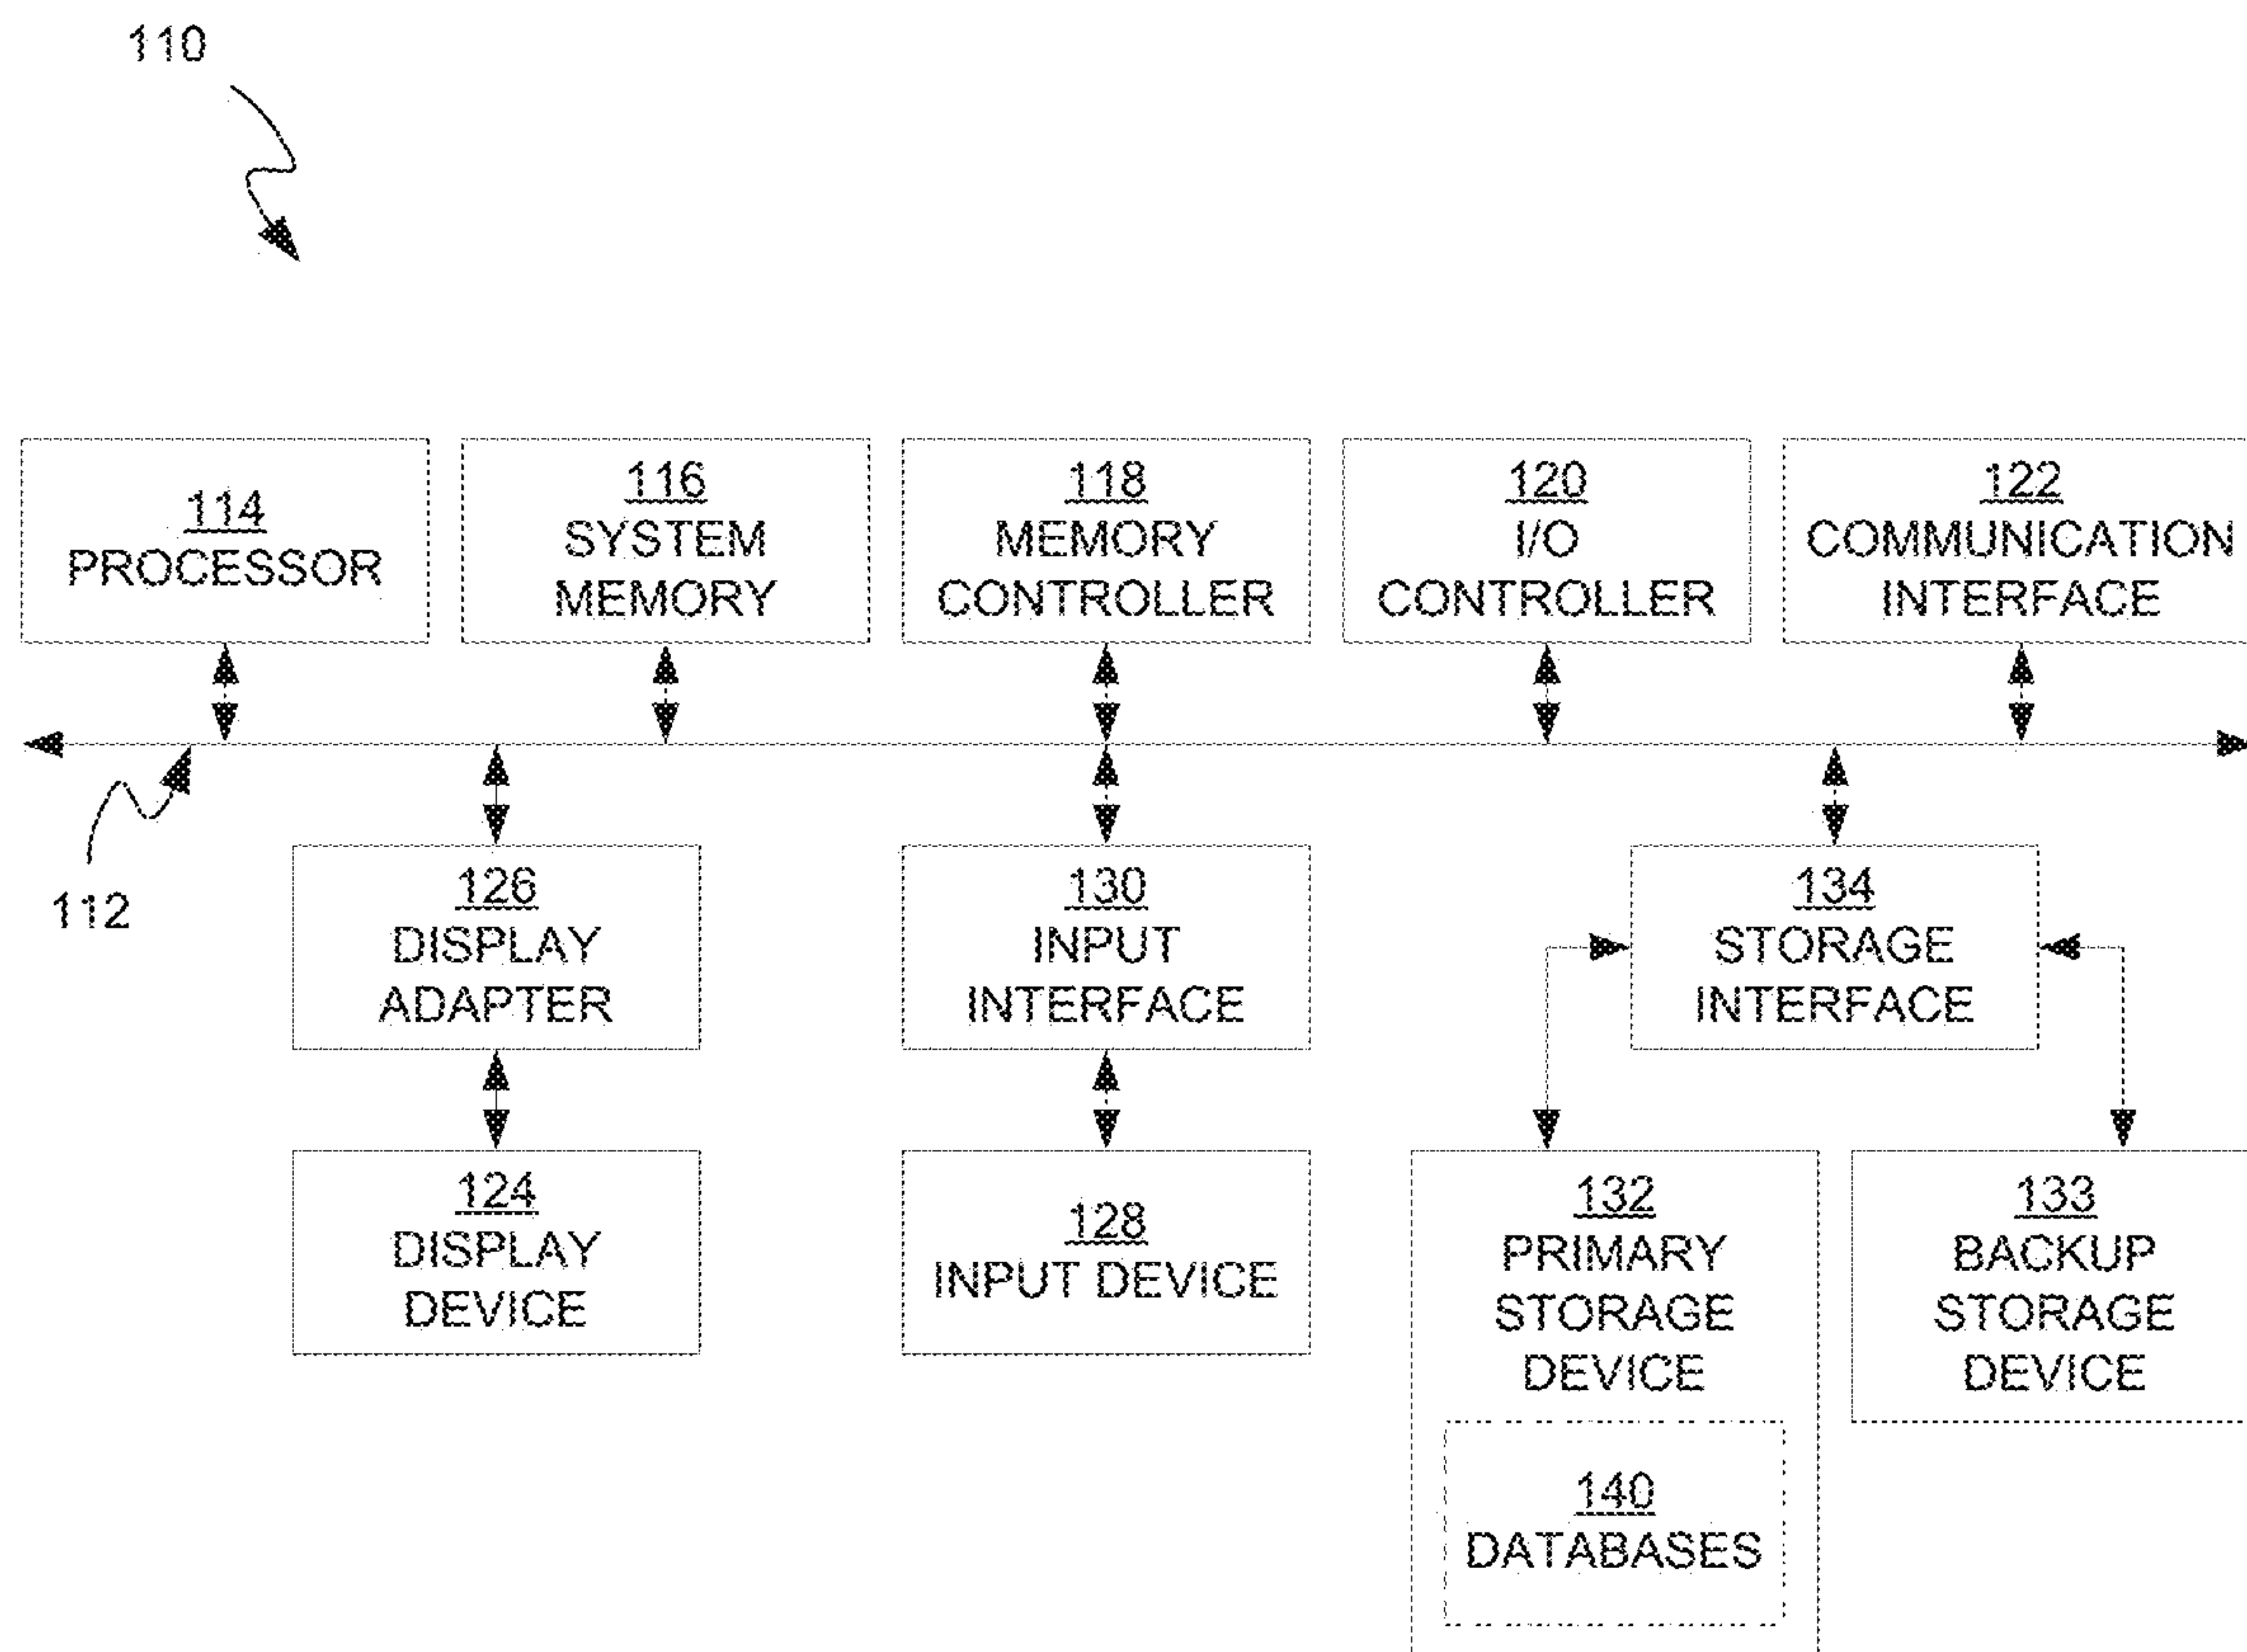 110
114
PROCESSOR
116
SYSTEM
MEMORY
118
MEMORY
CONTROLLER
120
I/O
CONTROLLER
122
COMMUNICATION
INTERFACE
112
126
DISPLAY
ADAPTER
130
INPUT
INTERFACE
134
STORAGE
INTERFACE
124
DISPLAY
DEVICE
128
INPUT DEVICE
132
PRIMARY
STORAGE
DEVICE
133
BACKUP
STORAGE
DEVICE
140
DATABASES